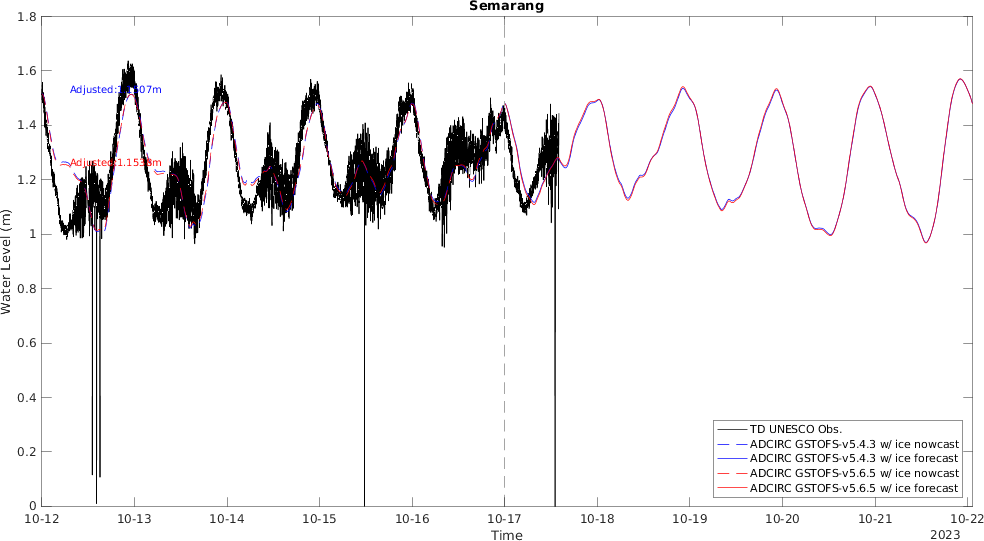 Semarang
1.8
1.6
1.4
1.2
1
0.8
0.6
0.4
0.2
0
Water Level (m)
Adjusted:
07m
Adjusted:1.153
m
10-12
10-13
10-14
10-15
10-16
10-17
10-18
10-19
10-20
10-21
10-22
Time
2023
TD UNESCO Obs.
ADCIRC GSTOFS-v5.4.3 w/ ice nowcast
ADCIRC GSTOFS-v5.4.3 w/ ice forecast
ADCIRC GSTOFS-v5.6.5 w/ ice nowcast
ADCIRC GSTOFS-v5.6.5 w/ ice forecast